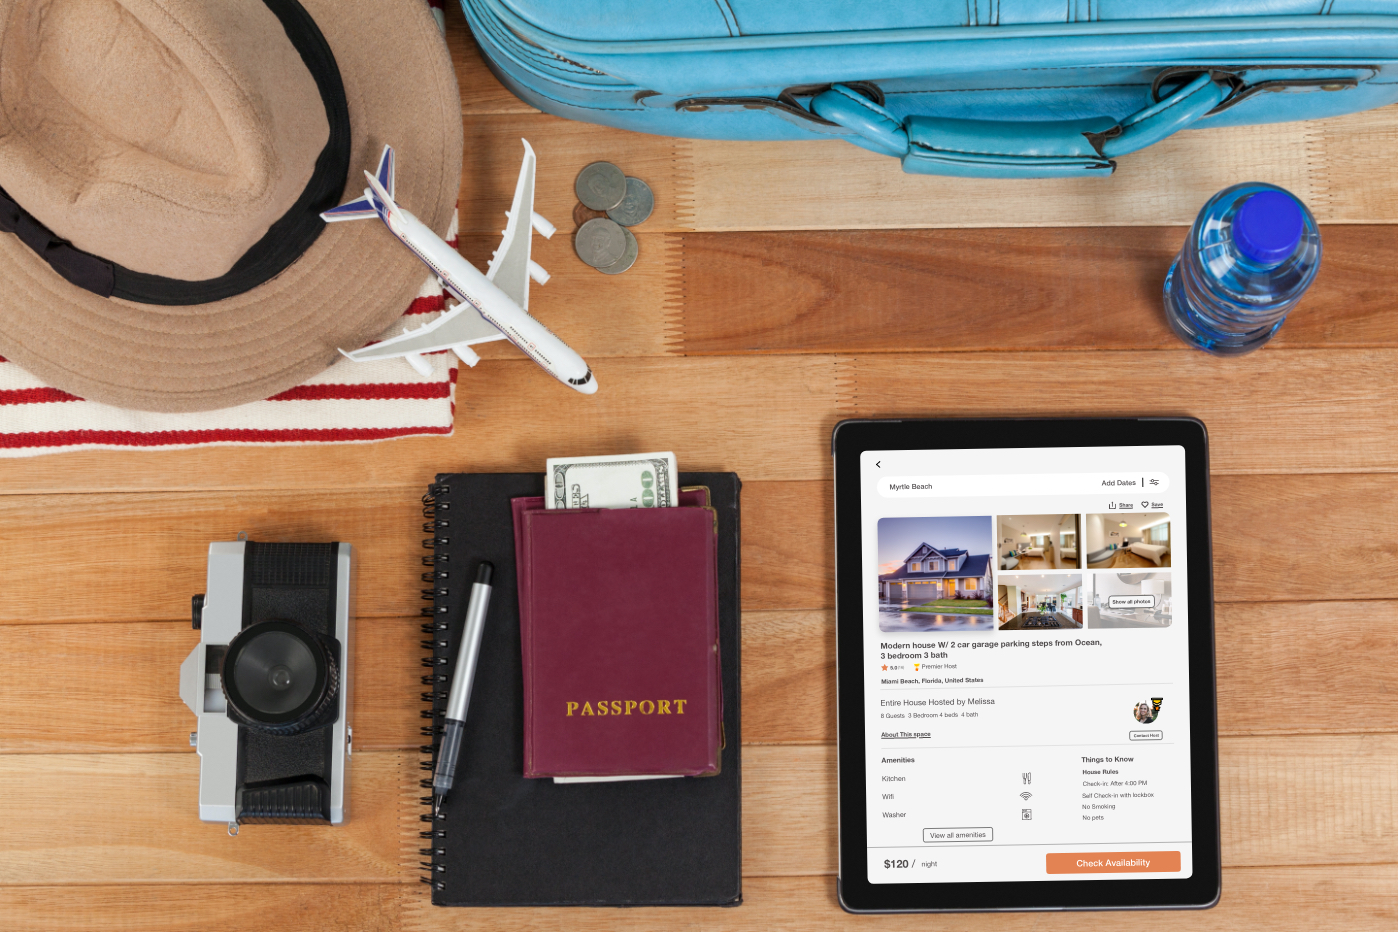 Myrtle Beach
Add Dates
Share
Save
Show all photos
Modern house W/ 2 car garage parking steps from Ocean,
3 bedroom 3 bath
5.0
Premier Host
Miami Beach, Florida, United States
Entire House Hosted by Melissa
8 Guests 3 Bedroom 4 beds 4 bath
Contact Host
About This space
Amenities
Kitchen
Wifi
Washer
View all amenities
Things to Know
House Rules
Check-in: After 4:00 PM
Self Check-in with lockbox
No Smoking
No pets
$120 / night
Check Availability
PASSPORT